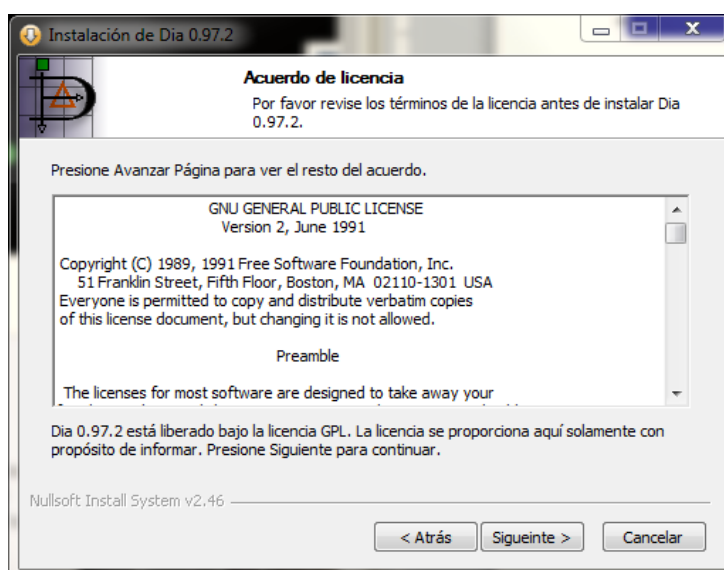 Instalación de Dia 0.97.2
Acuerdo de licencia
Por favor revise los términos de la licencia antes de instalar Dia
0.97.2.
Presione Avanzar Página para ver el resto del acuerdo.
GNU GENERAL PUBLIC LICENSE
Version 2, June 1991
Copyright (C) 1989, 1991 Free Software Foundation, Inc.
51 Franklin Street, Fifth Floor, Boston, MA 02110-1301 USA
Everyone is permitted to copy and distribute verbatim copies
of this license document, but changing it is not allowed.
Preamble
The licenses for most software are designed to take away your
Dia 0.97.2 está liberado bajo la licencia GPL. La licencia se proporciona aquí solamente con
propósito de informar. Presione Siguiente para continuar.
Nullsoft Install System v2.46
< Atrás
Sigueinte >
Cancelar